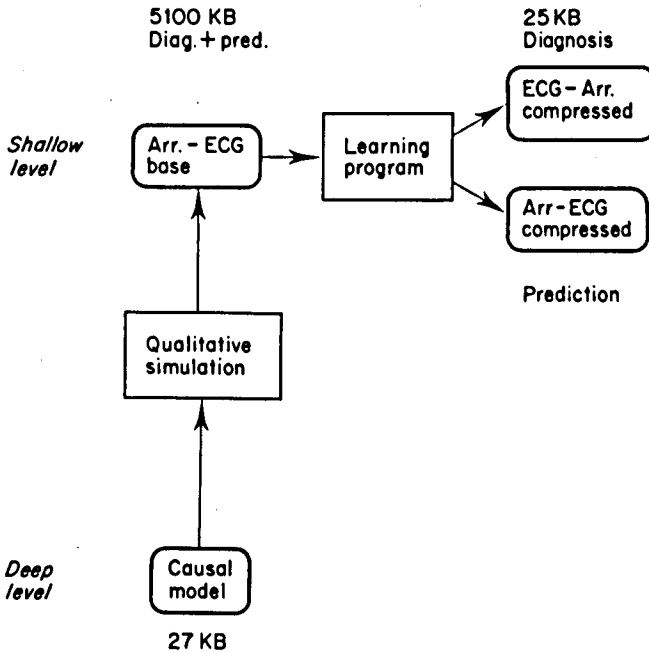 5100 KB
Diag. + pred.
25 KB
Diagnosis
Shallow
level
Arr. - ECG
base
Learning
program
ECG - Arr.
compressed
Arr - ECG
compressed
Prediction
Qualitative
simulation
Deep
level
Causal
model
27 KB